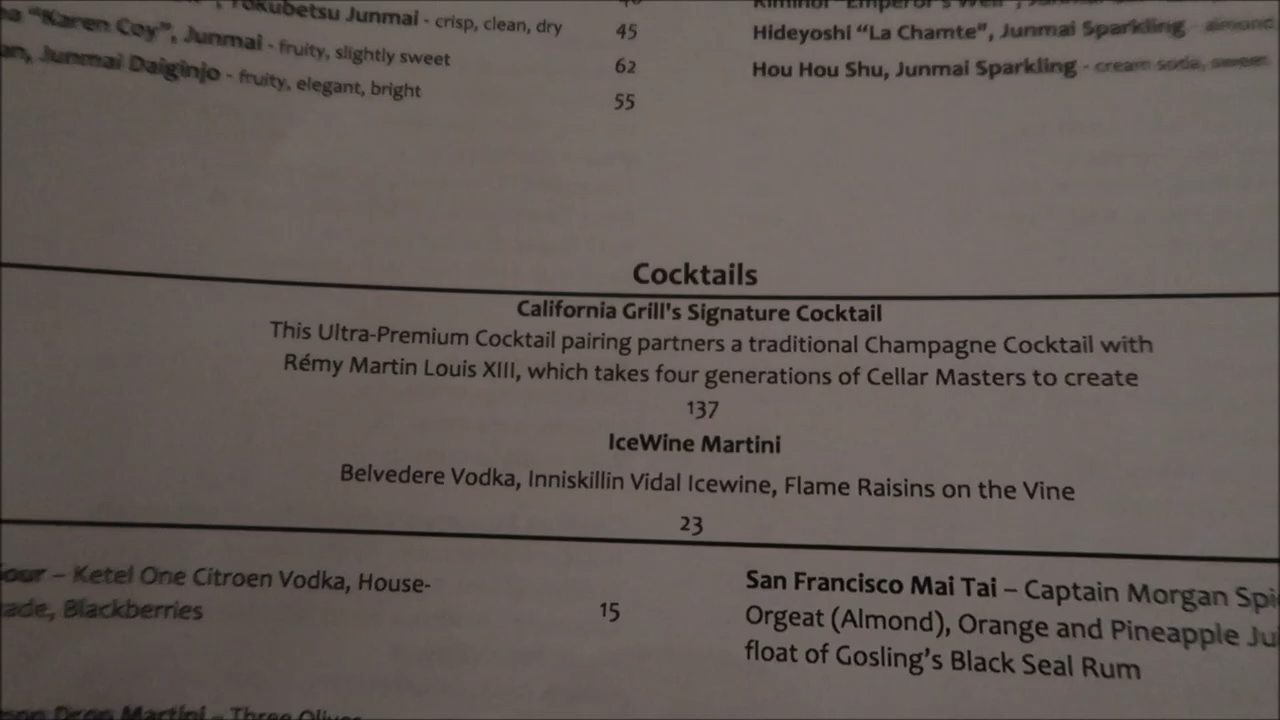 Tokubetsu Junmai - crisp, clean, dry 45
"Karen Coy", Junmai - fruity, slightly sweet 62
Junmai Daiginjo - fruity, elegant, bright 55
Hideyoshi “La Chamte”, Junmai Sparkling - almond
Hou Hou Shu, Junmai Sparkling - cream soda, sweet
Cocktails
California Grill's Signature Cocktail
This Ultra-Premium Cocktail pairing partners a traditional Champagne Cocktail with
Rémy Martin Louis XIII, which takes four generations of Cellar Masters to create
137
IceWine Martini
Belvedere Vodka, Inniskillin Vidal Icewine, Flame Raisins on the Vine
23
– Ketel One Citroen Vodka, House-
Blackberries 15
Martini – Three Olives
San Francisco Mai Tai – Captain Morgan
Orgeat (Almond), Orange and Pineapple
float of Gosling’s Black Seal Rum